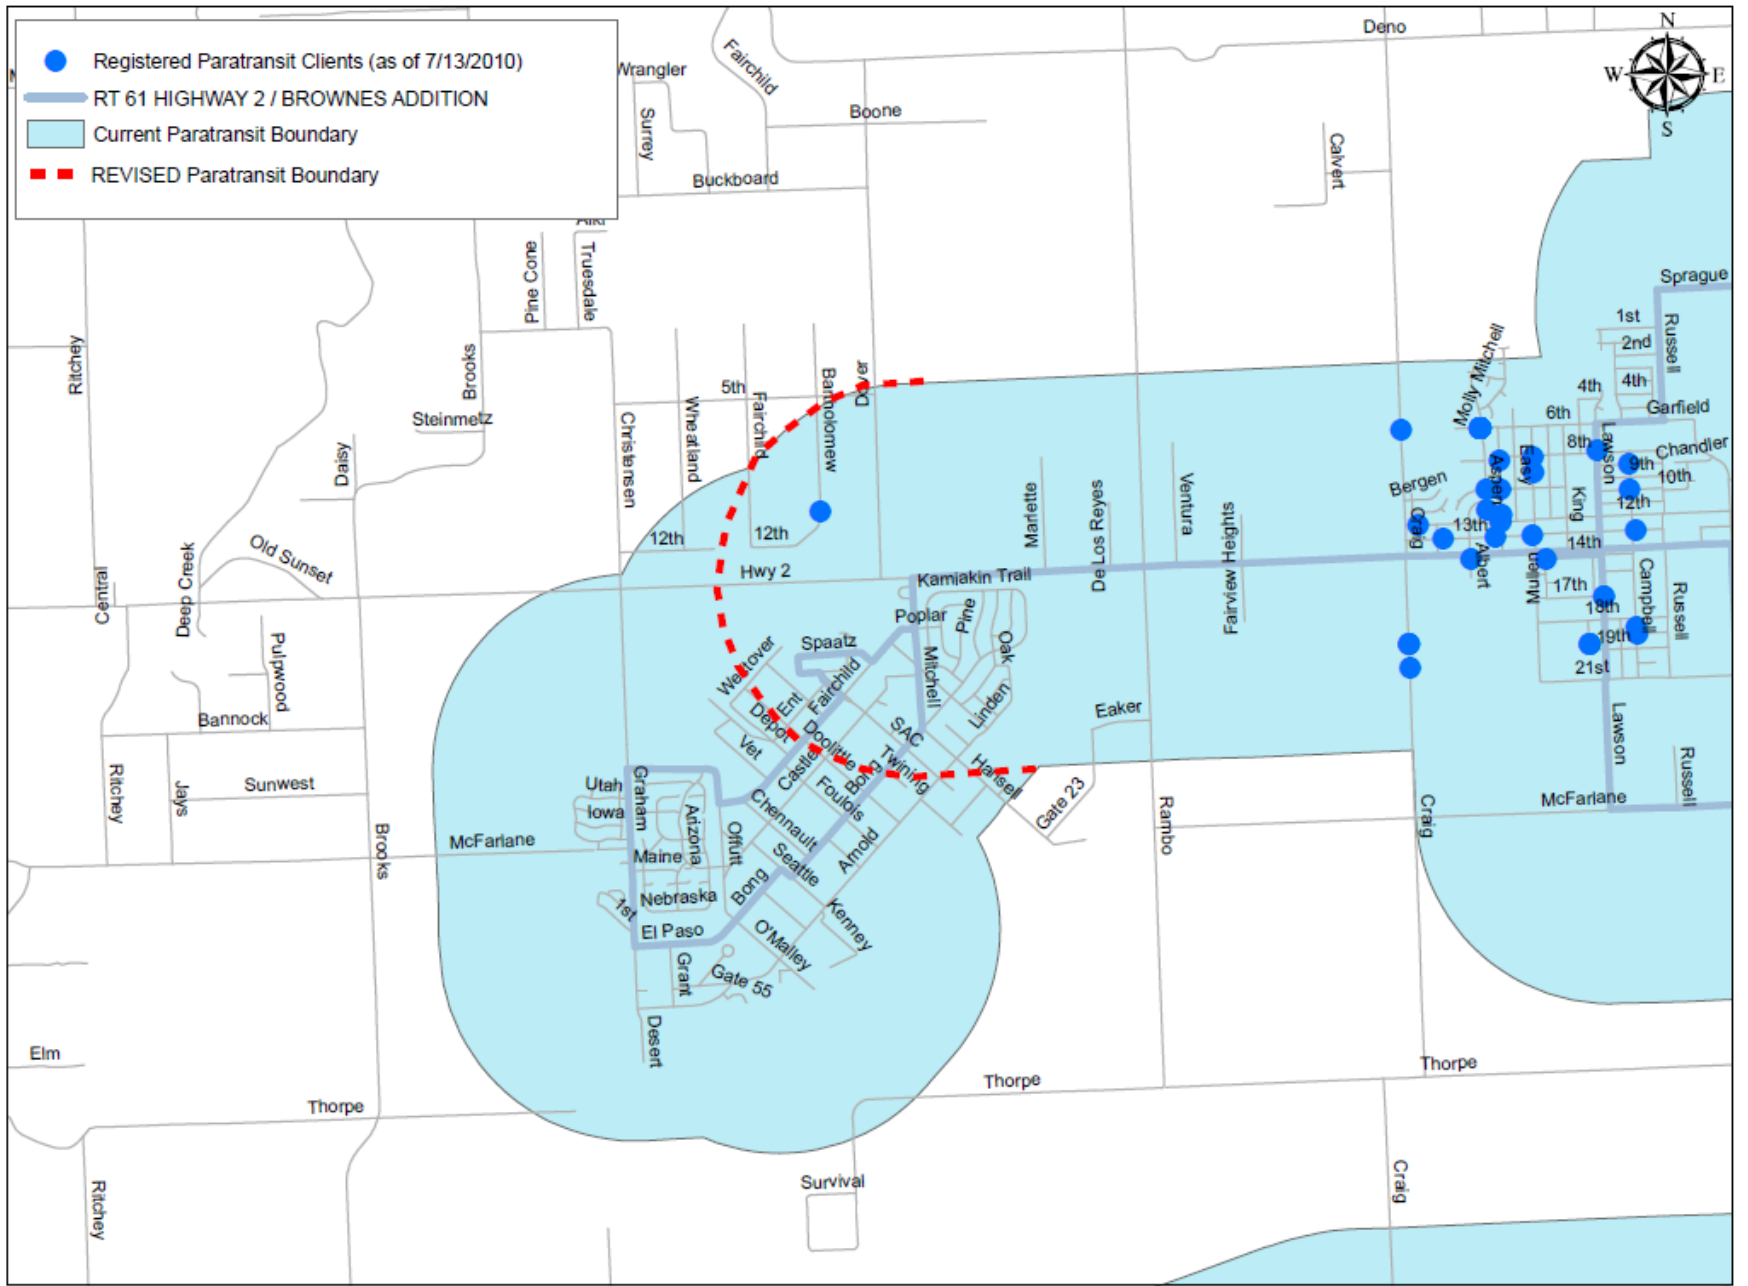 Registered Paratransit Clients (as of 7/13/2010)
RT 61 HIGHWAY 2 / BROWNES ADDITION
Current Paratransit Boundary
REVISED Paratransit Boundary
N
W
E
S
Deno
Wrangler
Fairchild
Surrey
Boone
Buckboard
Calvert
Pine Cone
Truesdale
Sprague
1st
Russell
2nd
Ritchey
Brooks
Molly Mitchell
4th
4th
5th
Dover
Bartholomew
Steinmetz
Christensen
Wheatland
Fairchild
6th
Garfield
Daisy
8th
Lawson
Chandler
9th
10th
Easy
Aspen
Bergen
King
12th
Mariette
De Los Reyes
Ventura
Fairview Heights
Craig
13th
14th
12th
12th
Old Sunset
Hwy 2
Kamiakin Trail
Albert
Mullen
17th
18th
Campbell
Russell
Central
Deep Creek
Poplar
Pine
Oak
Spaatz
Mitchell
19th
21st
Pulpwood
Westover
Ent
Fairchild
Linden
Eaker
Bannock
Depot
Doolittle
SAC
Lawson
Vet
Castle
Bong
Twining
Hansell
Russell
Ritchey
Jays
Sunwest
Utah
Graham
Iowa
Arizona
Offutt
Chennault
Foulois
Gate 23
McFarlane
Rambo
Craig
McFarlane
Brooks
Maine
Seattle
Arnold
Nebraska
Bong
1st
El Paso
O'Malley
Kenney
Grant
Gate 55
Desert
Elm
Thorpe
Thorpe
Thorpe
Ritchey
Survival
Craig